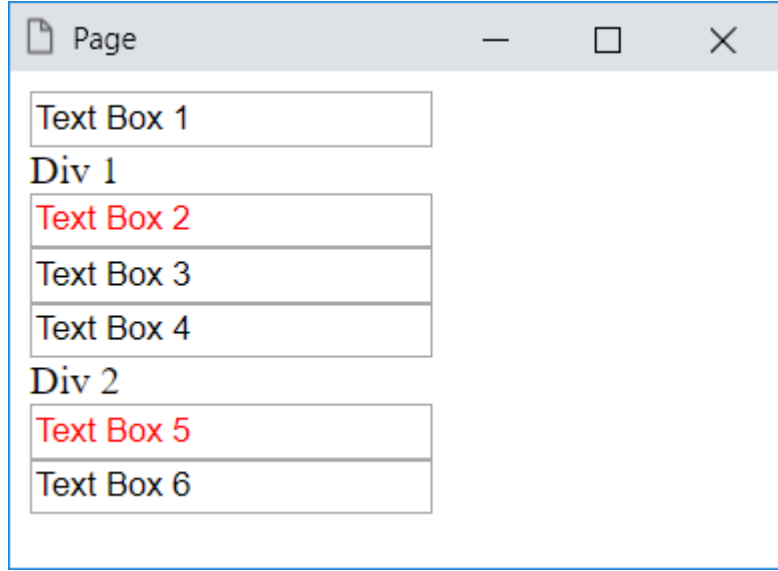 Page
Text Box 1
Div 1
Text Box 2
Text Box 3
Text Box 4
Div 2
Text Box 5
Text Box 6